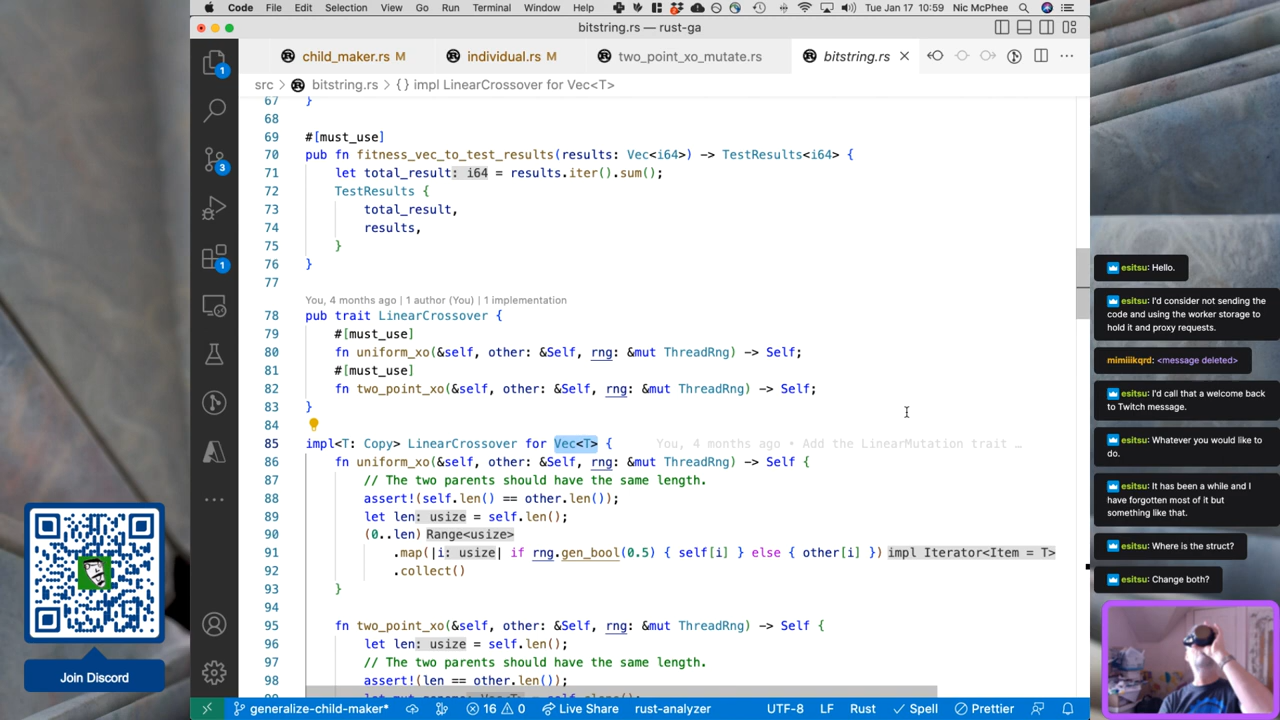 Code File Edit Selection View Go Run Terminal Window Help Tue Jan 17 10:59 Nic McPhee
bitstring.rs — rust-ga
child_maker.rs M individual.rs M two_point_xo_mutate.rs bitstring.rs
src > bitstring.rs > {} impl LinearCrossover for Vec<T>
67 }
68
69 #[must_use]
70 pub fn fitness_vec_to_test_results(results: Vec<i64>) -> TestResults<i64> {
71 let total_result: i64 = results.iter().sum();
72 TestResults {
73 total_result,
74 results,
75 }
76 }
77
You, 4 months ago | 1 author (You) | 1 implementation
78 pub trait LinearCrossover {
79 #[must_use]
80 fn uniform_xo(&self, other: &Self, rng: &mut ThreadRng) -> Self;
81 #[must_use]
82 fn two_point_xo(&self, other: &Self, rng: &mut ThreadRng) -> Self;
83 }
84
85 impl<T: Copy> LinearCrossover for Vec<T> { You, 4 months ago • Add the LinearMutation trait …
86 fn uniform_xo(&self, other: &Self, rng: &mut ThreadRng) -> Self {
87 // The two parents should have the same length.
88 assert!(self.len() == other.len());
89 let len: usize = self.len();
90 (0..len) Range<usize>
91 .map(|i: usize| if rng.gen_bool(0.5) { self[i] } else { other[i] }) impl Iterator<Item = T>
92 .collect()
93 }
94
95 fn two_point_xo(&self, other: &Self, rng: &mut ThreadRng) -> Self {
96 let len: usize = self.len();
97 // The two parents should have the same length.
98 assert!(len == other.len());
1
3
1
generalize-child-maker* 16 0 Live Share rust-analyzer UTF-8 LF Rust Spell Prettier
Join Discord
esitsu: Hello.
esitsu: I'd consider not sending the
code and using the worker storage to
hold it and proxy requests.
mimiiikqrd: <message deleted>
esitsu: I'd call that a welcome back
to Twitch message.
esitsu: Whatever you would like to
do.
esitsu: It has been a while and I
have forgotten most of it but
something like that.
esitsu: Where is the struct?
esitsu: Change both?